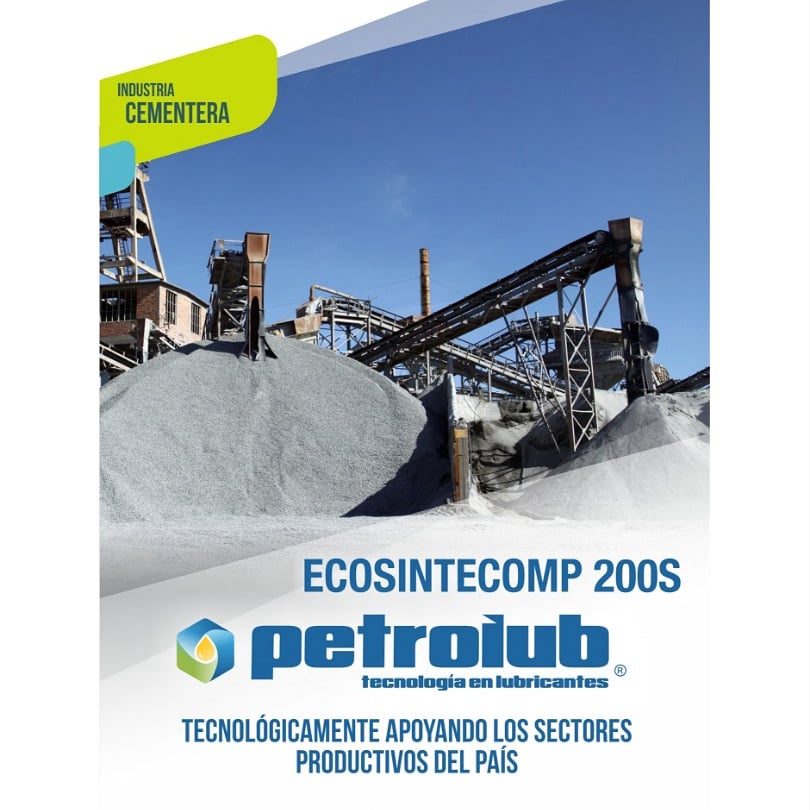 INDUSTRIA
CEMENTERA
ECOSINTECOMP 200S
petrolub
®
tecnología en lubricantes
TECNOLÓGICAMENTE APOYANDO LOS SECTORES
PRODUCTIVOS DEL PAÍS